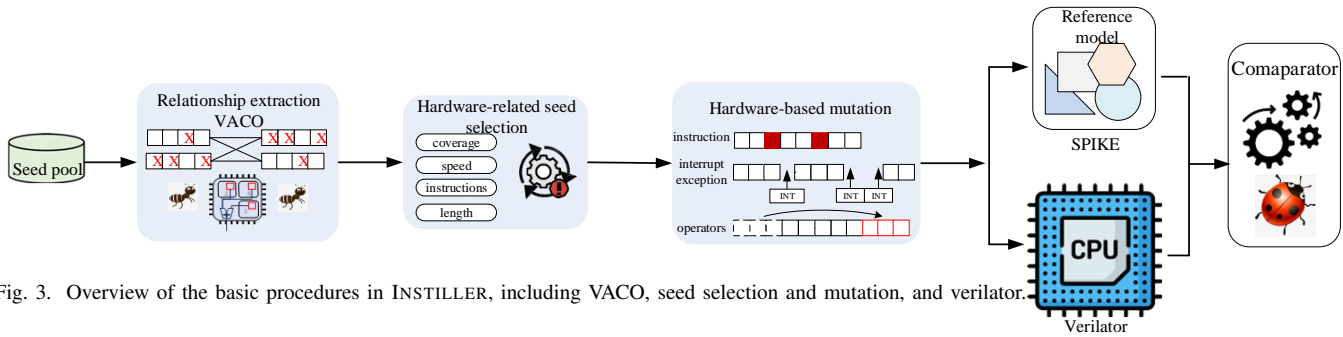 Seed pool
Relationship extraction
VACO
X
X X X
X X X
X
Hardware-related seed
selection
coverage
speed
instructions
length
Hardware-based mutation
instruction
interrupt
exception
INT
INT INT
operators
Reference
model
SPIKE
CPU
Verilator
Comaparator
Fig. 3. Overview of the basic procedures in INSTILLER, including VACO, seed selection and mutation, and verilator.